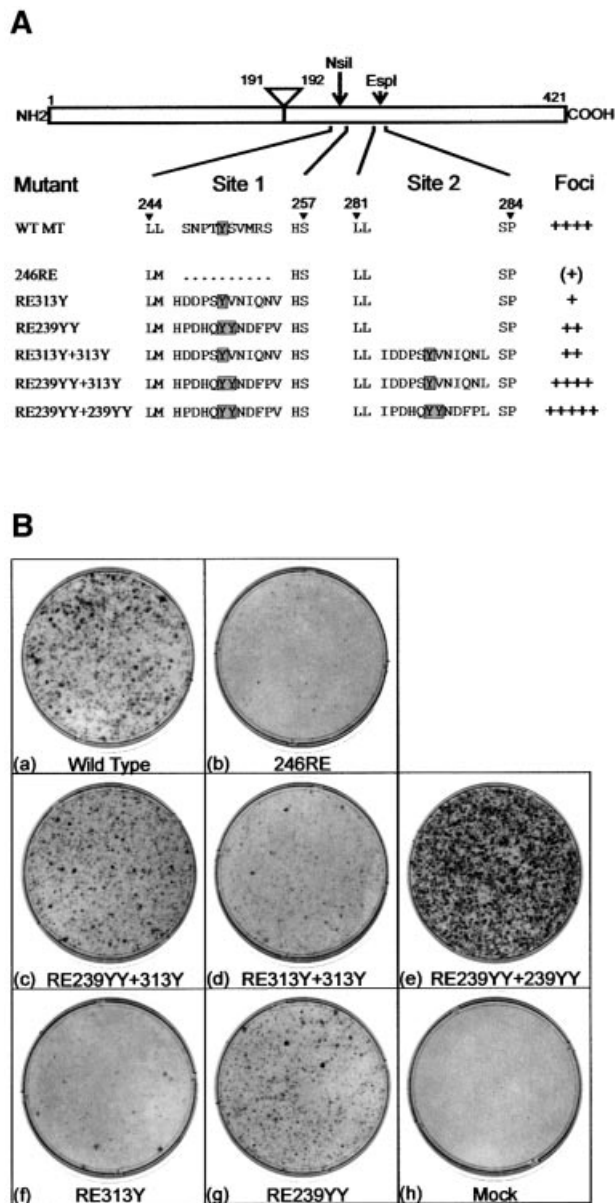 A
NsiI
191 192 EspI
1 421
NH2 COOH
Mutant Site 1 Site 2 Foci
244 257 281 284
WT MT LL SNPTYSVMRS HS LL SP ++++
246RE LM .......... HS LL SP (+)
RE313Y LM HDDPSYVNIQNV HS LL SP +
RE239YY LM HPDHQYYNDFPV HS LL SP ++
RE313Y+313Y LM HDDPSYVNIQNV HS LL IDDPSYVNIQNL SP ++
RE239YY+313Y LM HPDHQYYNDFPV HS LL IDDPSYVNIQNL SP ++++
RE239YY+239YY LM HPDHQYYNDFPV HS LL IPDHQYYNDFPL SP +++++
B
(a) Wild Type (b) 246RE
(c) RE239YY+313Y (d) RE313Y+313Y (e) RE239YY+239YY
(f) RE313Y (g) RE239YY (h) Mock